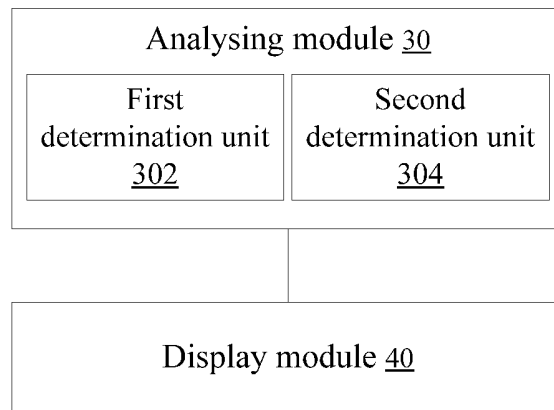 Analysing module 30
First
determination unit
302
Second
determination unit
304
Display module 40